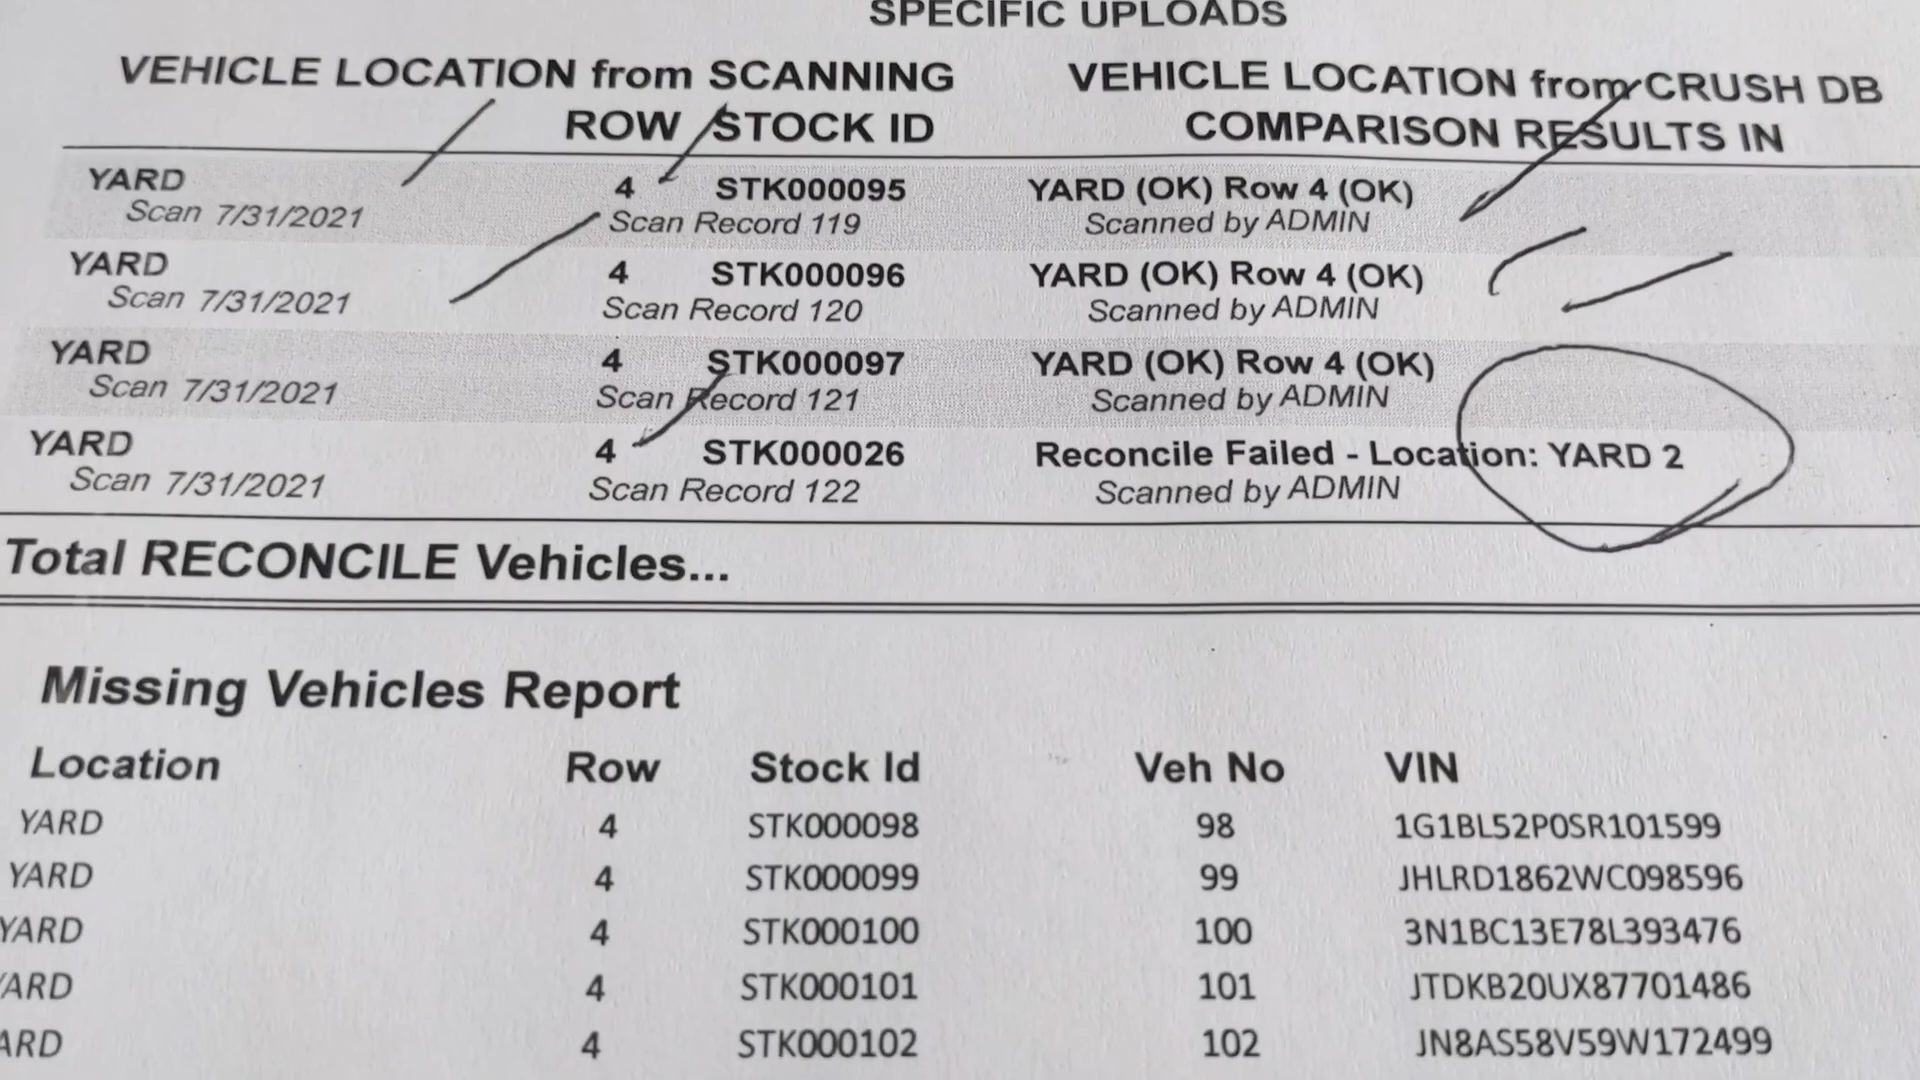 SPECIFIC UPLOADS
VEHICLE LOCATION from SCANNING VEHICLE LOCATION from CRUSH DB
ROW STOCK ID COMPARISON RESULTS IN
YARD 4 STK000095 YARD (OK) Row 4 (OK)
Scan 7/31/2021 Scan Record 119 Scanned by ADMIN
YARD 4 STK000096 YARD (OK) Row 4 (OK)
Scan 7/31/2021 Scan Record 120 Scanned by ADMIN
YARD 4 STK000097 YARD (OK) Row 4 (OK)
Scan 7/31/2021 Scan Record 121 Scanned by ADMIN
YARD 4 STK000026 Reconcile Failed - Location: YARD 2
Scan 7/31/2021 Scan Record 122 Scanned by ADMIN
Total RECONCILE Vehicles...
Missing Vehicles Report
Location Row Stock Id Veh No VIN
YARD 4 STK000098 98 1G1BL52P0SR101599
YARD 4 STK000099 99 JHLRD1862WC098596
YARD 4 STK000100 100 3N1BC13E78L393476
YARD 4 STK000101 101 JTDKB20UX87701486
ARD 4 STK000102 102 JN8AS58V59W172499